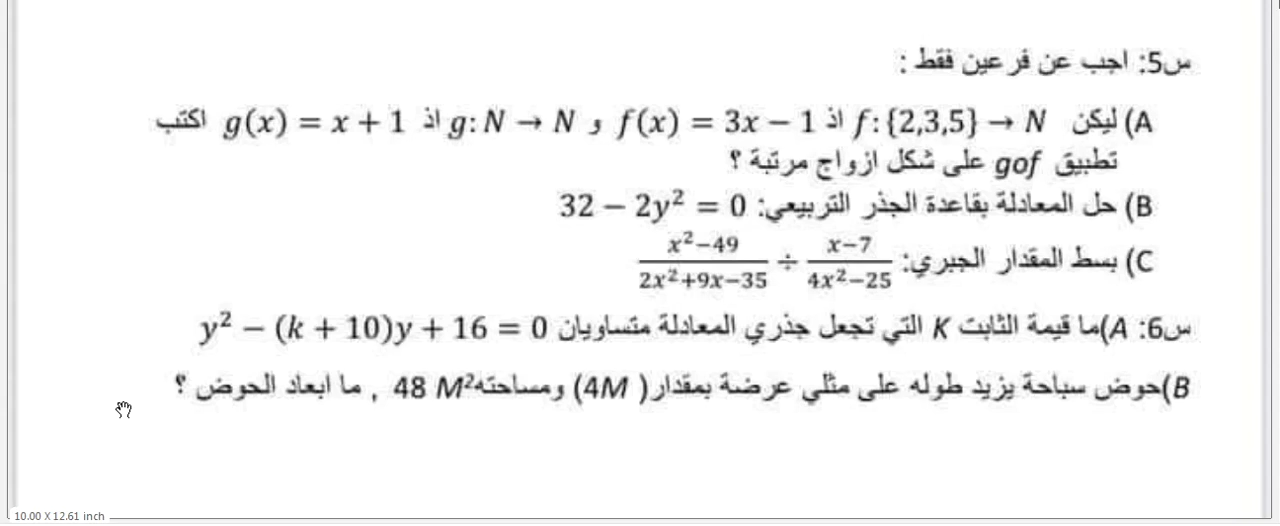 س5: اجب عن فرعين فقط :
A) ليكن f: {2,3,5} → N اذ f(x) = 3x − 1 و g: N → N اذ g(x) = x + 1 اكتب
تطبيق gof على شكل ازواج مرتبة ؟
B) حل المعادلة بقاعدة الجذر التربيعي: 32 − 2y² = 0
C) بسط المقدار الجبري: \frac{x²−49}{2x²+9x−35} ÷ \frac{x−7}{4x²−25}
س6: A)ما قيمة الثابت K التي تجعل جذري المعادلة متساويان y² − (k + 10)y + 16 = 0
B)حوض سباحة يزيد طوله على مثلي عرضة بمقدار( 4M) ومساحته48 M² , ما ابعاد الحوض ؟
10.00 X 12.61 inch